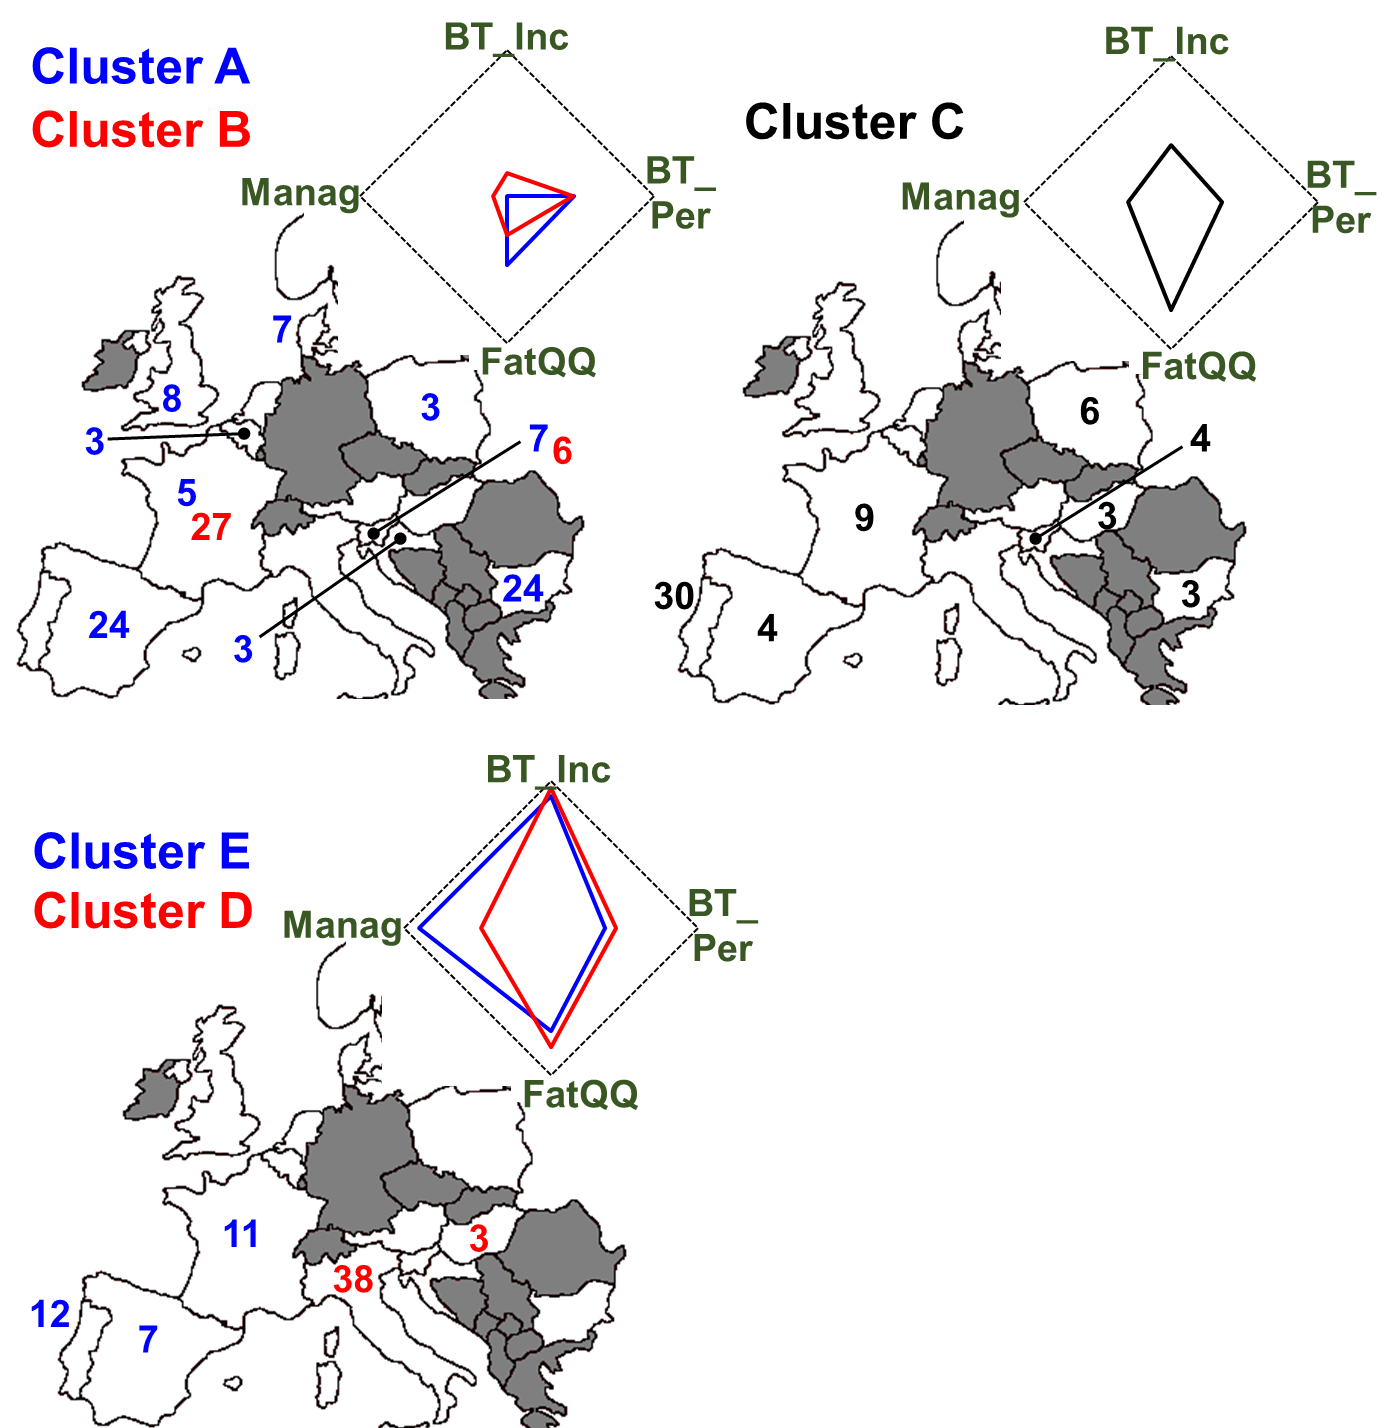 BT_Inc
Cluster A
Cluster B
Manag
BT_
Per
FatQQ
7
8
3
3
7
6
5
27
24
24
3
BT_Inc
Cluster C
Manag
BT_
Per
FatQQ
6
4
9
3
30
4
3
BT_Inc
Cluster E
Cluster D
Manag
BT_
Per
FatQQ
11
3
38
12
7